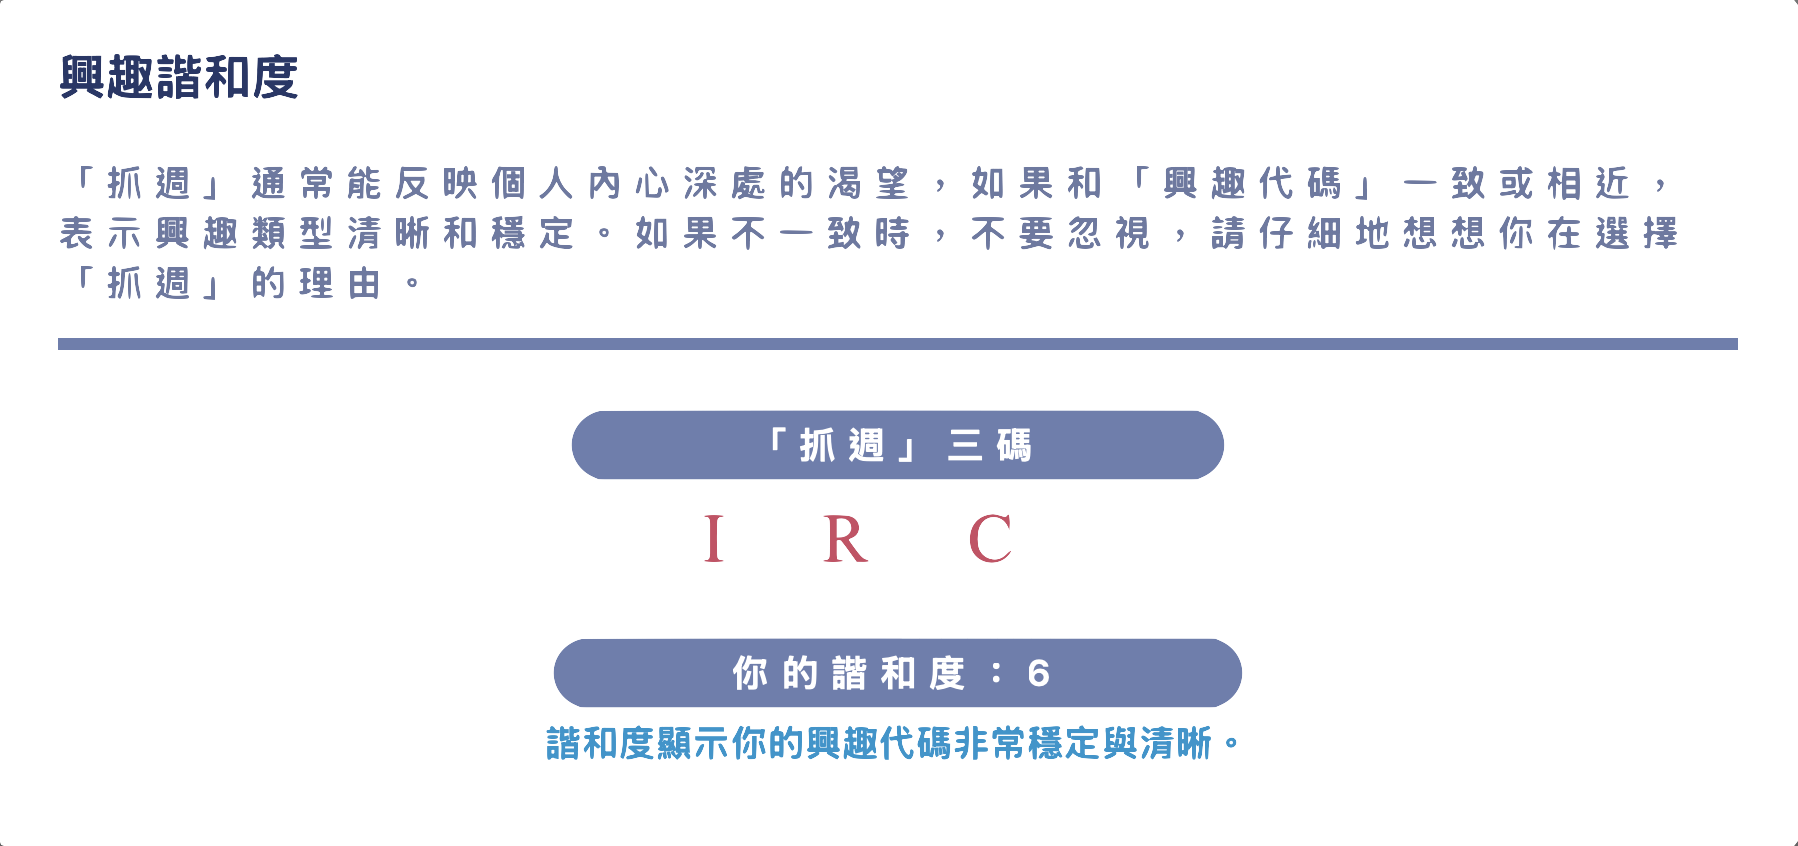 興趣諧和度
「抓週」通常能反映個人內心深處的渴望，如果和「興趣代碼」一致或相近，
表示興趣類型清晰和穩定。如果不一致時，不要忽視，請仔細地想想你在選擇
「抓週」的理由。
「抓週」三碼
I R C
你的諧和度：6
諧和度顯示你的興趣代碼非常穩定與清晰。